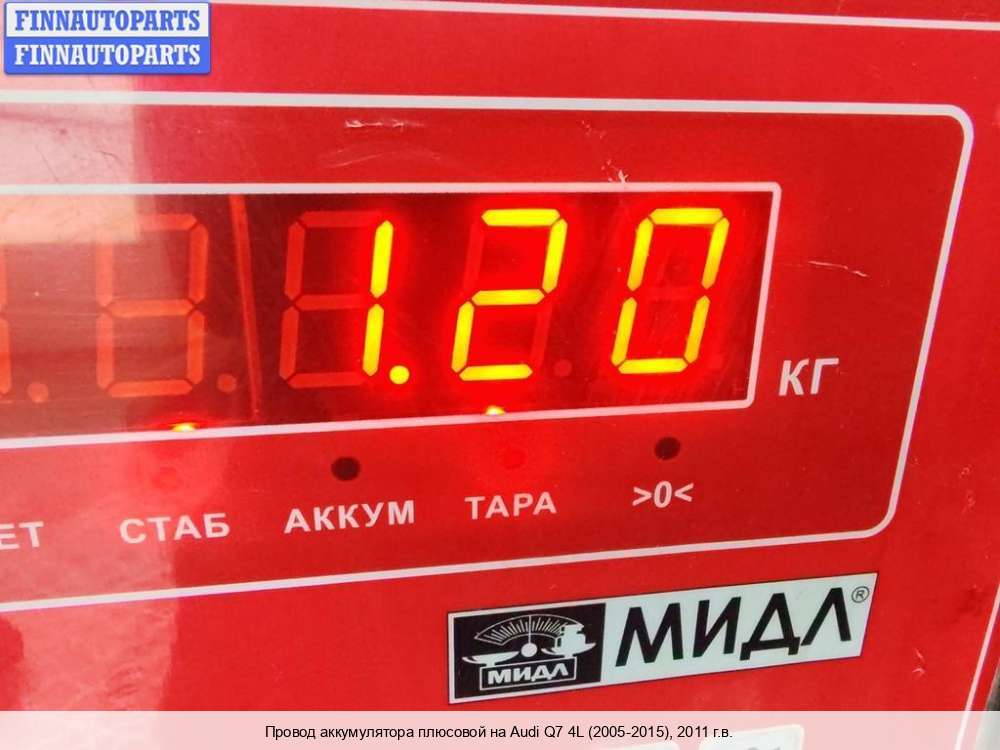 FINNAUTOPARTS
FINNAUTOPARTS
1.20
КГ
ЕТ СТАБ АККУМ ТАРА >0<
МИДЛ МИДЛ®
Провод аккумулятора плюсовой на Audi Q7 4L (2005-2015), 2011 г.в.